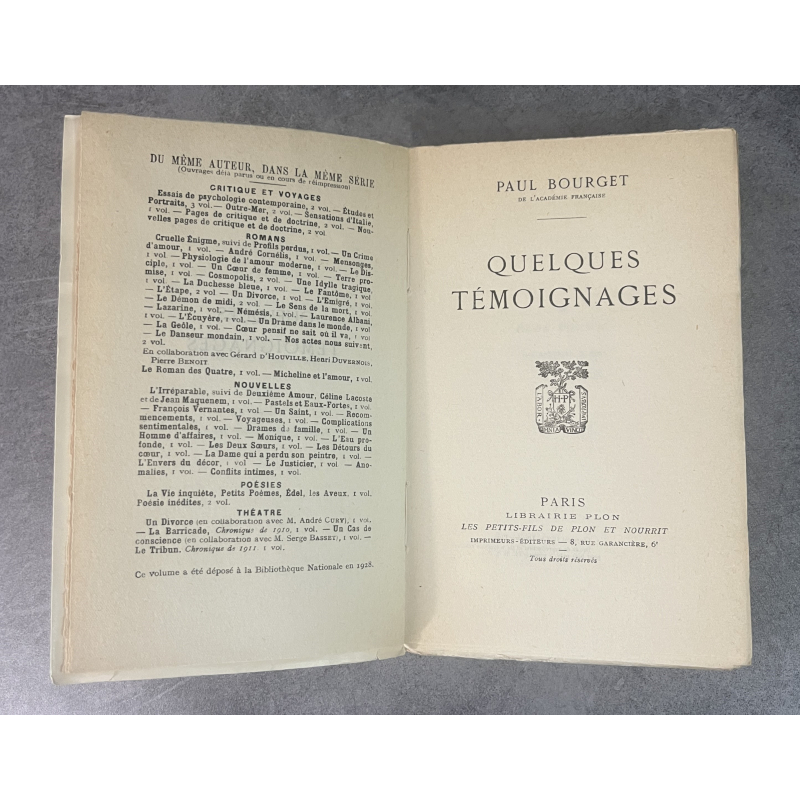 DU MÊME AUTEUR, DANS LA MÊME SÉRIE
(Ouvrages déjà parus ou en cours de réimpression)
CRITIQUE ET VOYAGES
Essais de psychologie contemporaine, 2 vol. — Études et
Portraits, 3 vol. — Outre-Mer, 2 vol. — Sensations d'Italie,
1 vol. — Pages de critique et de doctrine, 2 vol. — Nou-
velles pages de critique et de doctrine, 2 vol.
ROMANS
Cruelle Énigme, suivi de Profils perdus, 1 vol. — Un Crime
d'amour, 1 vol. — André Cornélis, 1 vol. — Mensonges,
1 vol. — Physiologie de l'amour moderne, 1 vol. — Le Dis-
ciple, 1 vol. — Un Cœur de femme, 1 vol. — Terre pro-
mise, 1 vol. — Cosmopolis, 2 vol. — Une Idylle tragique,
1 vol. — La Duchesse bleue, 1 vol. — Le Fantôme, 1 vol
— L'Étape, 2 vol — Un Divorce, 1 vol. — L'Émigré, 1 vol.
— Le Démon de midi, 2 vol. — Le Sens de la mort, 1 vol.
— Lazarine, 1 vol. — Némésis, 1 vol. — Laurence Albani,
1 vol. — L'Écuyère, 1 vol. — Un Drame dans le monde, 1 vol
— La Geôle, 1 vol. — Cœur pensif ne sait où il va, 1 vol
— Le Danseur mondain, 1 vol. — Nos actes nous suivent,
2 vol.
En collaboration avec Gérard D'HOUVILLE, Henri DUVERNOIS,
Pierre BENOIT
Le Roman des Quatre, 1 vol. — Micheline et l'amour, 1 vol.
NOUVELLES
L'Irréparable, suivi de Deuxième Amour, Céline Lacoste
et de Jean Maquenem, 1 vol. — Pastels et Eaux-Fortes, 1 vol.
— François Vernantes, 1 vol. — Un Saint, 1 vol. — Recom-
mencements, 1 vol. — Voyageuses, 1 vol. — Complications
sentimentales, 1 vol. — Drames de famille, 1 vol. — Un
Homme d'affaires, 1 vol. — Monique, 1 vol. — L'Eau pro-
fonde, 1 vol. — Les Deux Sœurs, 1 vol. — Les Détours du
cœur, 1 vol. — La Dame qui a perdu son peintre, 1 vol. —
L'Envers du décor, 1 vol. — Le Justicier, 1 vol. — Ano-
malies, 1 vol. — Conflits intimes, 1 vol.
POÉSIES
La Vie inquiète, Petits Poèmes, Édel, les Aveux, 1 vol.
Poésie inédites, 2 vol.
THÉATRE
Un Divorce (en collaboration avec M. André CURY), 1 vol.
— La Barricade, Chronique de 1910, 1 vol. — Un Cas de
conscience (en collaboration avec M. Serge BASSET), 1 vol. —
Le Tribun. Chronique de 1911 1 vol.
Ce volume a été déposé à la Bibliothèque Nationale en 1928.
PAUL BOURGET
DE L'ACADÉMIE FRANÇAISE
QUELQUES
TÉMOIGNAGES
LABOR
OMNIA VINCIT
PARIS
LIBRAIRIE PLON
LES PETITS-FILS DE PLON ET NOURRIT
IMPRIMEURS-ÉDITEURS — 8, RUE GARANCIÈRE, 6e
Tous droits réservés